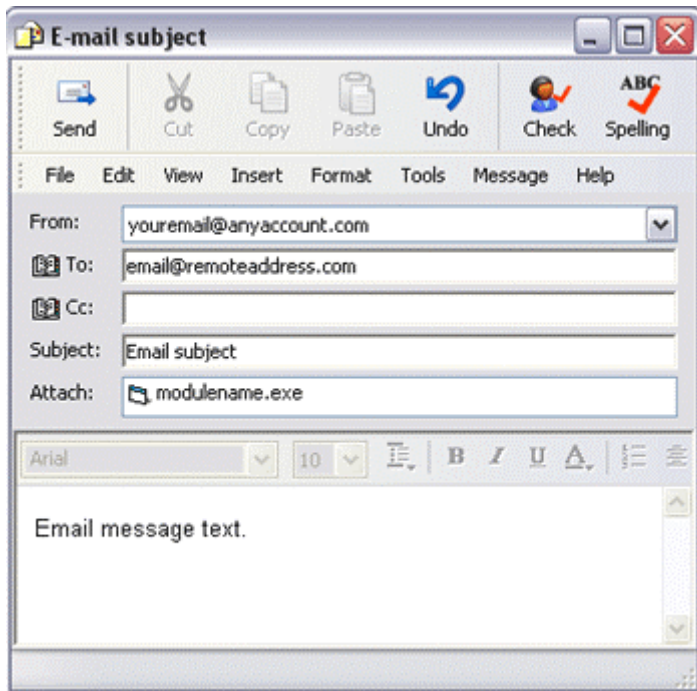 E-mail subject
ABC
Send Cut Copy Paste Undo Check Spelling
File Edit View Insert Format Tools Message Help
From: youremail@anyaccount.com
To: email@remoteaddress.com
Cc:
Subject: Email subject
Attach: modulename.exe
Arial 10 B I U A
Email message text.